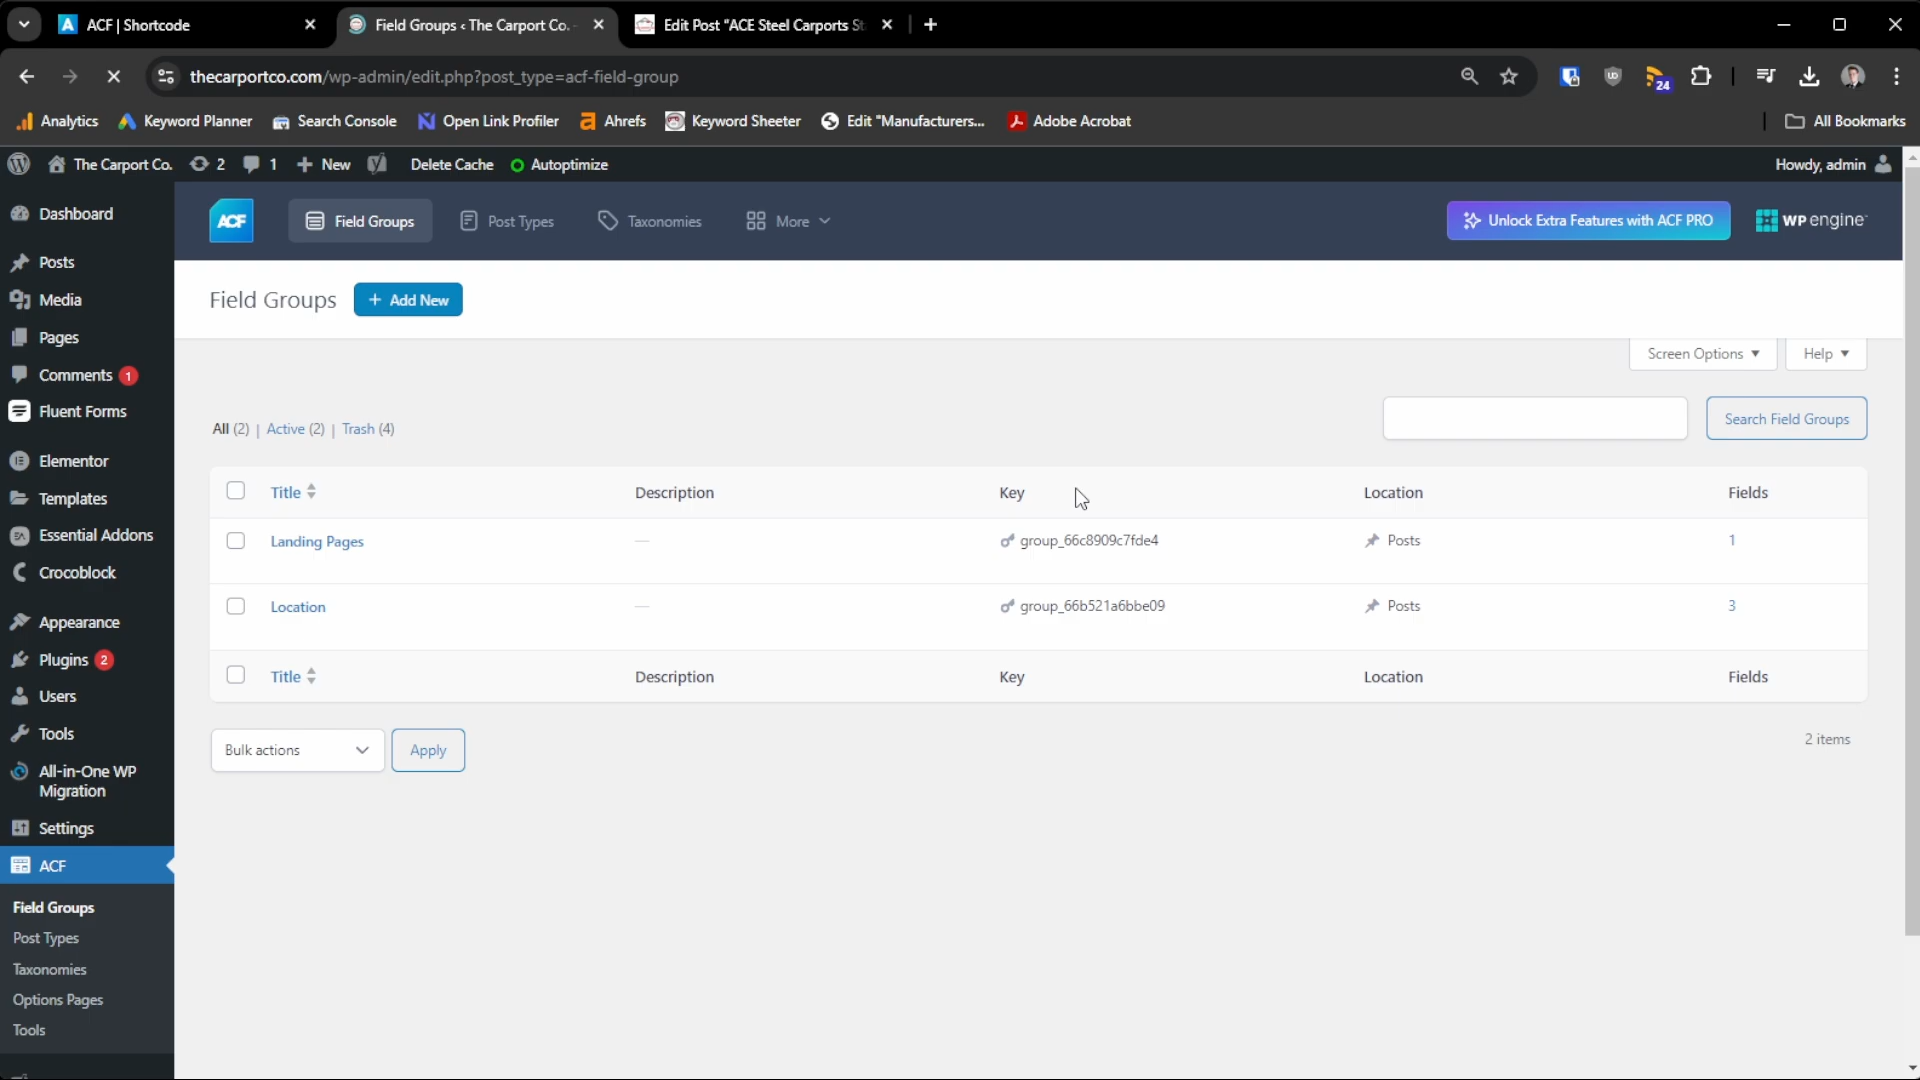 ACF | Shortcode
Field Groups ‹ The Carport Co. -
Edit Post "ACE Steel Carports St
thecarportco.com/wp-admin/edit.php?post_type=acf-field-group
24
Analytics
Keyword Planner
Search Console
Open Link Profiler
Ahrefs
Keyword Sheeter
Edit "Manufacturers...
Adobe Acrobat
All Bookmarks
The Carport Co.
2
1
New
Delete Cache
Autoptimize
Howdy, admin
Dashboard
Posts
Media
Pages
Comments 1
Fluent Forms
Elementor
Templates
Essential Addons
Crocoblock
Appearance
Plugins 2
Users
Tools
All-in-One WP
Migration
Settings
ACF
Field Groups
Post Types
Taxonomies
Options Pages
Tools
ACF
Field Groups
Post Types
Taxonomies
More
Unlock Extra Features with ACF PRO
WP engine
Field Groups
+ Add New
Screen Options ▼
Help ▼
All (2) | Active (2) | Trash (4)
Search Field Groups
Title Description Key Location Fields
Landing Pages — group_66c8909c7fde4 Posts 1
Location — group_66b521a6bbe09 Posts 3
Title Description Key Location Fields
Bulk actions
Apply
2 items